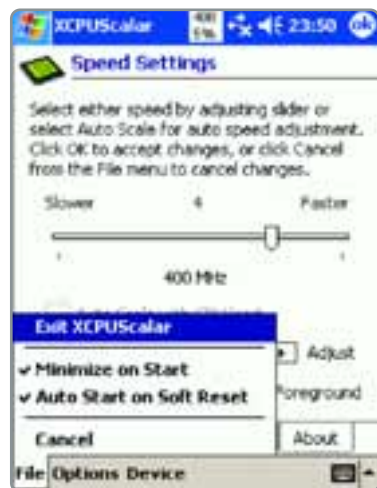 XCPUScalar 400 23:50 ok
Speed Settings
Select either speed by adjusting slider or
select Auto Scale for auto speed adjustment.
Click OK to accept changes, or click Cancel
from the File menu to cancel changes.
Slower 4 Faster
400 MHz
Exit XCPUScalar
Adjust
✓ Minimize on Start
✓ Auto Start on Soft Reset
Foreground
Cancel About
File Options Device